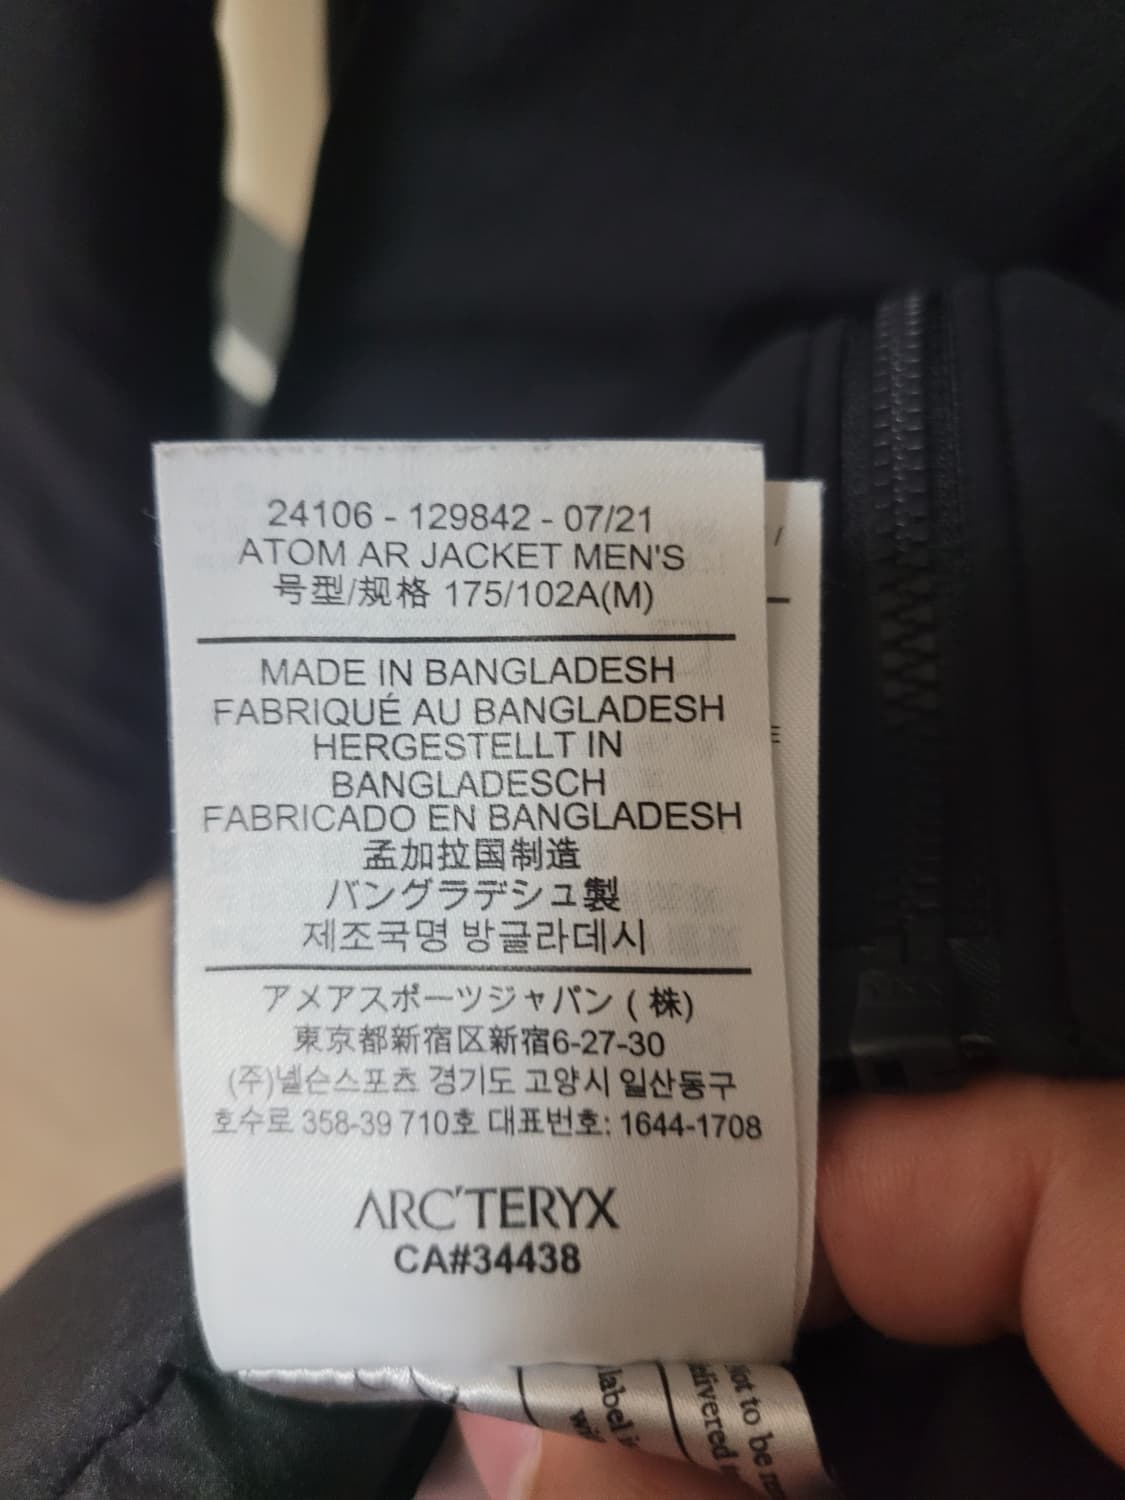 24106 - 129842 - 07/21
ATOM AR JACKET MEN'S
号型/规格 175/102A(M)
MADE IN BANGLADESH
FABRIQUÉ AU BANGLADESH
HERGESTELLT IN
BANGLADESCH
FABRICADO EN BANGLADESH
孟加拉国制造
バングラデシュ製
제조국명 방글라데시
アメアスポーツジャパン ( 株)
東京都新宿区新宿6-27-30
(주)넬슨스포츠 경기도 고양시 일산동구
호수로 358-39 710호 대표번호: 1644-1708
ARC'TERYX
CA#34438
Not to be
delivered
label